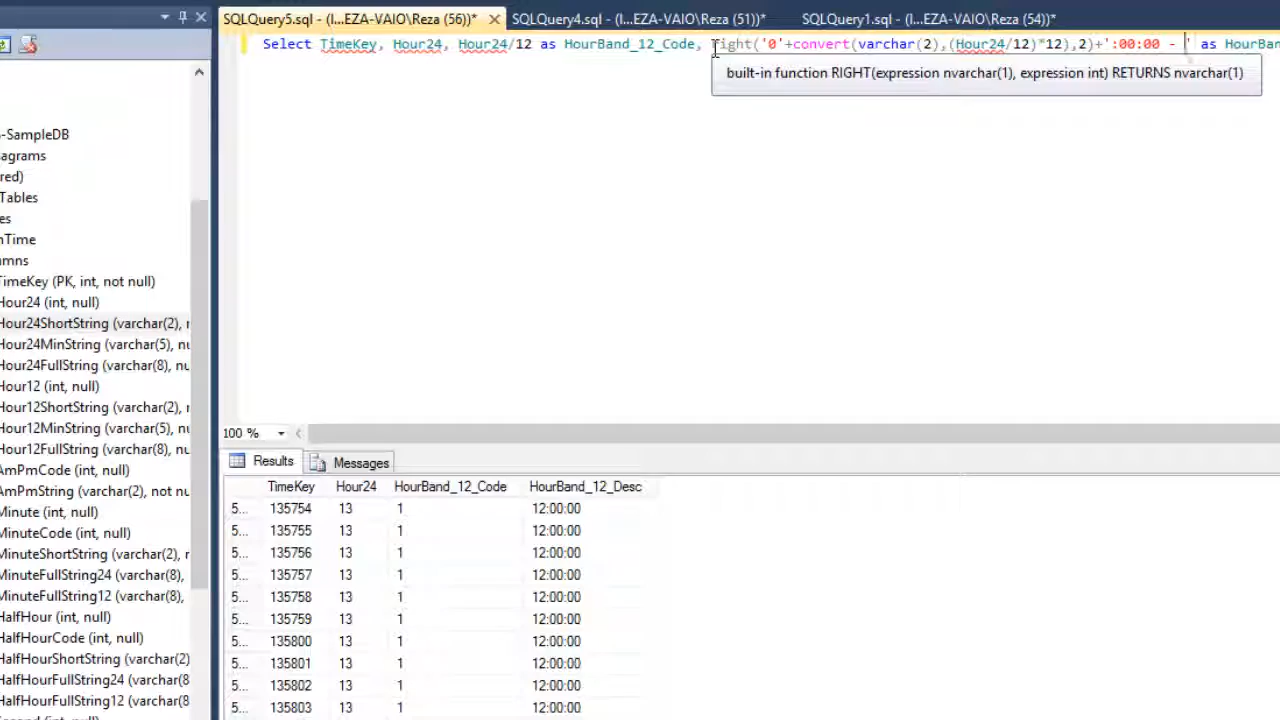 SQLQuery5.sql - (l...EZA-VAIO\Reza (56))* SQLQuery4.sql - (l...EZA-VAIO\Reza (51))* SQLQuery1.sql - (l...EZA-VAIO\Reza (54))*
Select TimeKey, Hour24, Hour24/12 as HourBand_12_Code, right('0'+convert(varchar(2),(Hour24/12)*12),2)+':00:00 - ' as HourBan
built-in function RIGHT(expression nvarchar(1), expression int) RETURNS nvarchar(1)
-SampleDB
agrams
red)
Tables
es
nTime
mns
TimeKey (PK, int, not null)
Hour24 (int, null)
Hour24ShortString (varchar(2), r
Hour24MinString (varchar(5), nu
Hour24FullString (varchar(8), nu
Hour12 (int, null)
Hour12ShortString (varchar(2), r
Hour12MinString (varchar(5), nu
Hour12FullString (varchar(8), nu
AmPmCode (int, null)
AmPmString (varchar(2), not nu
Minute (int, null)
MinuteCode (int, null)
MinuteShortString (varchar(2), r
MinuteFullString24 (varchar(8),
MinuteFullString12 (varchar(8),
HalfHour (int, null)
HalfHourCode (int, null)
HalfHourShortString (varchar(2)
HalfHourFullString24 (varchar(8
HalfHourFullString12 (varchar(8
Second (int, null)
100 %
Results Messages
TimeKey Hour24 HourBand_12_Code HourBand_12_Desc
5... 135754 13 1 12:00:00
5... 135755 13 1 12:00:00
5... 135756 13 1 12:00:00
5... 135757 13 1 12:00:00
5... 135758 13 1 12:00:00
5... 135759 13 1 12:00:00
5... 135800 13 1 12:00:00
5... 135801 13 1 12:00:00
5... 135802 13 1 12:00:00
5... 135803 13 1 12:00:00